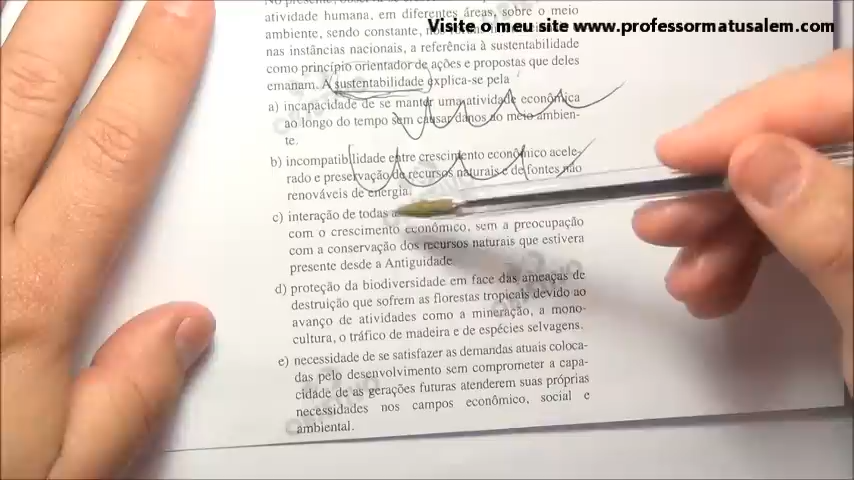 Visite o meu site www.professormatusalem.com
No presente, observa-se
atividade humana, em diferentes áreas, sobre o meio
ambiente, sendo constante,
nas instâncias nacionais, a referência à sustentabilidade
como princípio orientador de ações e propostas que deles
emanam. A sustentabilidade explica-se pela
a) incapacidade de se manter uma atividade econômica
ao longo do tempo sem causar danos ao meio ambien-
te.
b) incompatibilidade entre crescimento econômico acele-
rado e preservação de recursos naturais e de fontes não
renováveis de energia.
c) interação de todas
com o crescimento econômico, sem a preocupação
com a conservação dos recursos naturais que estivera
presente desde a Antiguidade.
d) proteção da biodiversidade em face das ameaças de
destruição que sofrem as florestas tropicais devido ao
avanço de atividades como a mineração, a mono-
cultura, o tráfico de madeira e de espécies selvagens.
e) necessidade de se satisfazer as demandas atuais coloca-
das pelo desenvolvimento sem comprometer a capa-
cidade de as gerações futuras atenderem suas próprias
necessidades nos campos econômico, social e
ambiental.